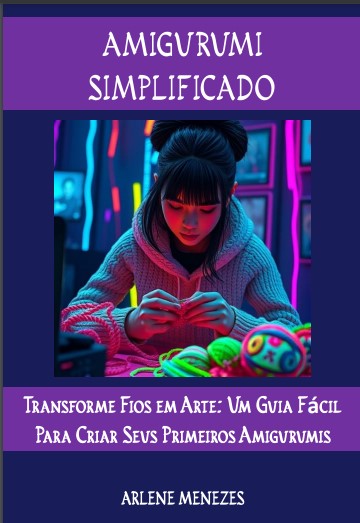 AMIGURUMI
SIMPLIFICADO
Transforme Fios em Arte: Um Guia Fácil
Para Criar Seus Primeiros Amigurumis
ARLENE MENEZES